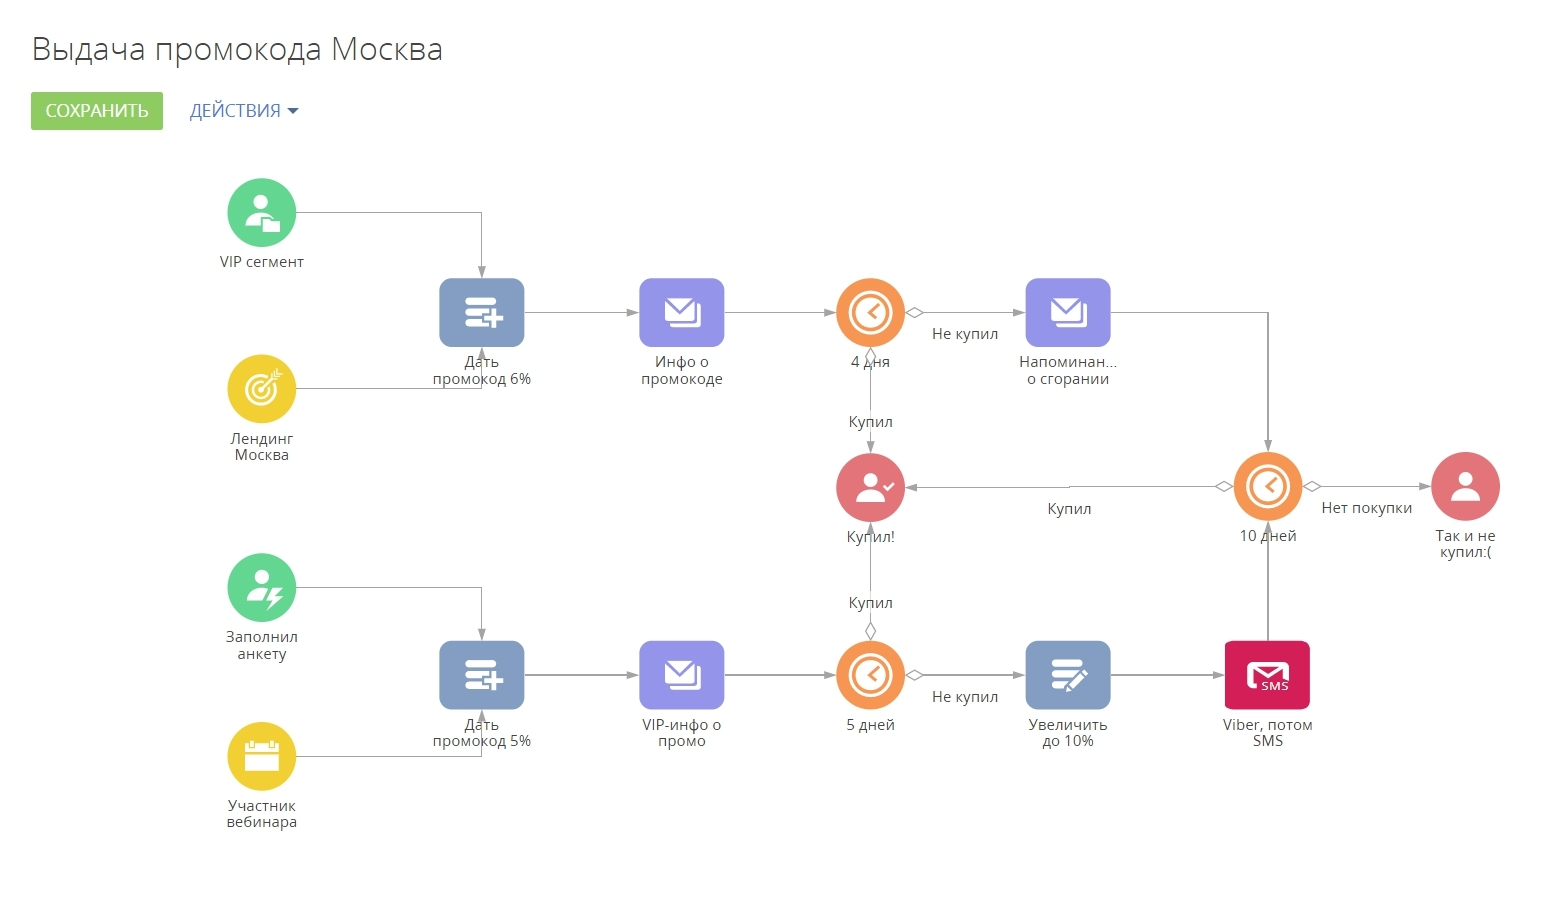 Выдача промокода Москва
СОХРАНИТЬ
ДЕЙСТВИЯ
VIP сегмент
Дать
промокод 6%
Инфо о
промокоде
4 дня
Не купил
Напоминан...
о сгорании
Купил
Лендинг
Москва
Купил!
Купил
10 дней
Нет покупки
Так и не
купил:(
Купил
Заполнил
анкету
Дать
промокод 5%
VIP-инфо о
промо
5 дней
Не купил
Увеличить
до 10%
SMS
Viber, потом
SMS
Участник
вебинара